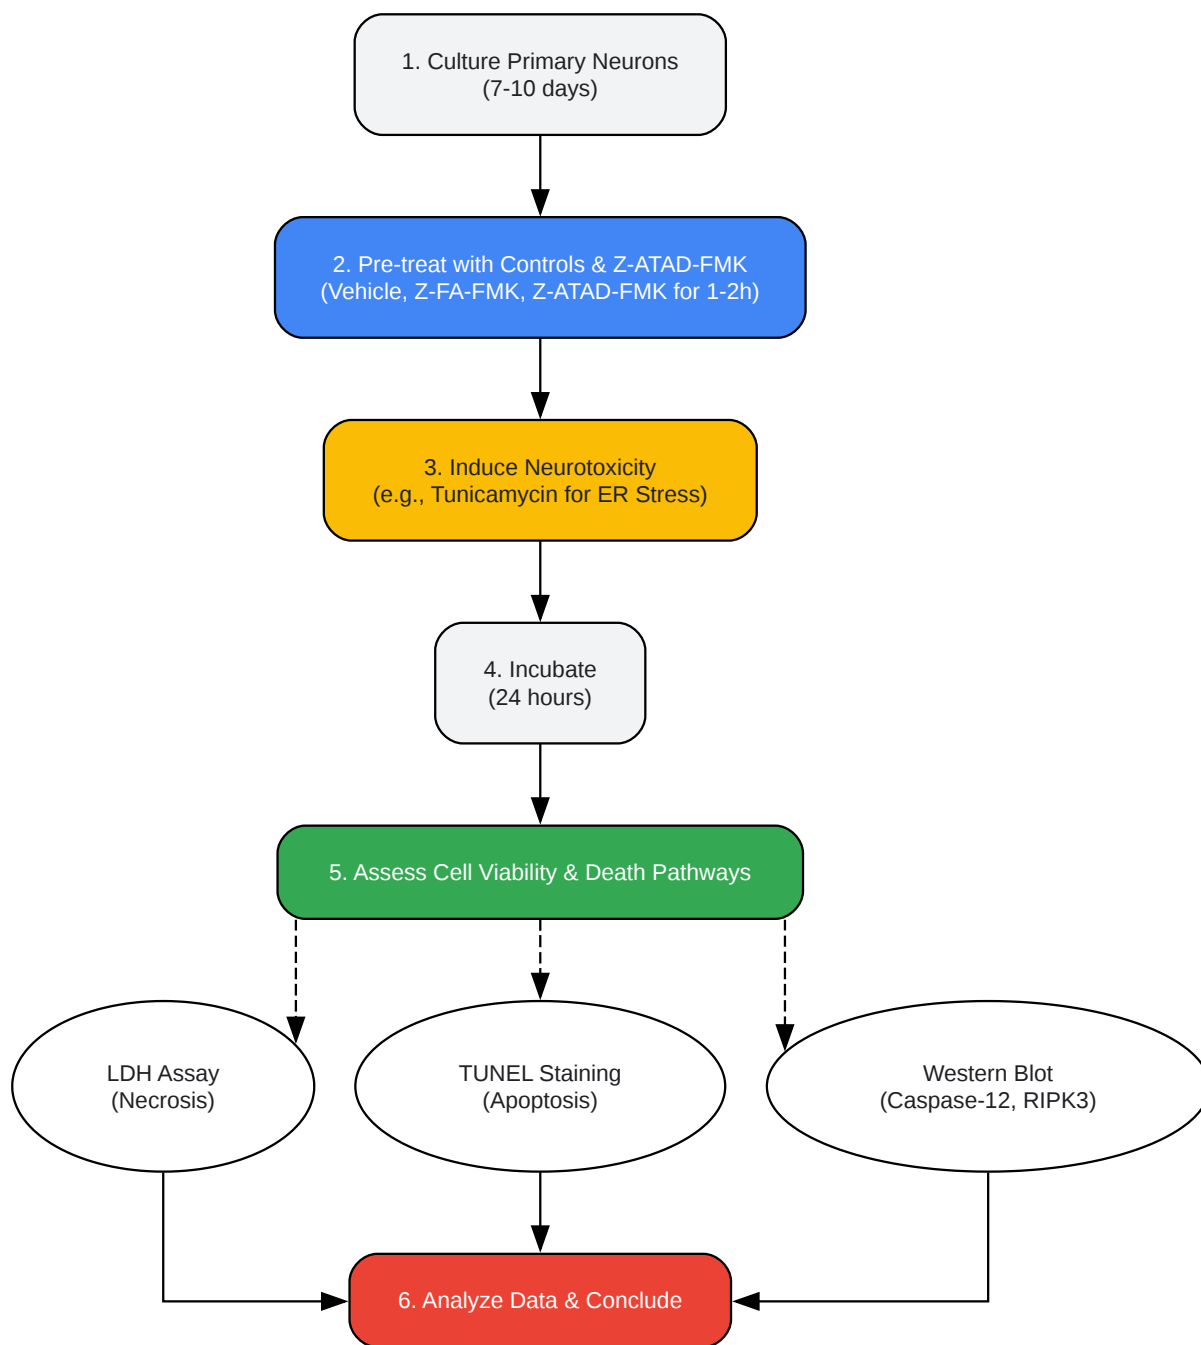 1. Culture Primary Neurons
(7-10 days)
2. Pre-treat with Controls & Z-ATAD-FMK
(Vehicle, Z-FA-FMK, Z-ATAD-FMK for 1-2h)
3. Induce Neurotoxicity
(e.g., Tunicamycin for ER Stress)
4. Incubate
(24 hours)
5. Assess Cell Viability & Death Pathways
LDH Assay
(Necrosis)
TUNEL Staining
(Apoptosis)
Western Blot
(Caspase-12, RIPK3)
6. Analyze Data & Conclude